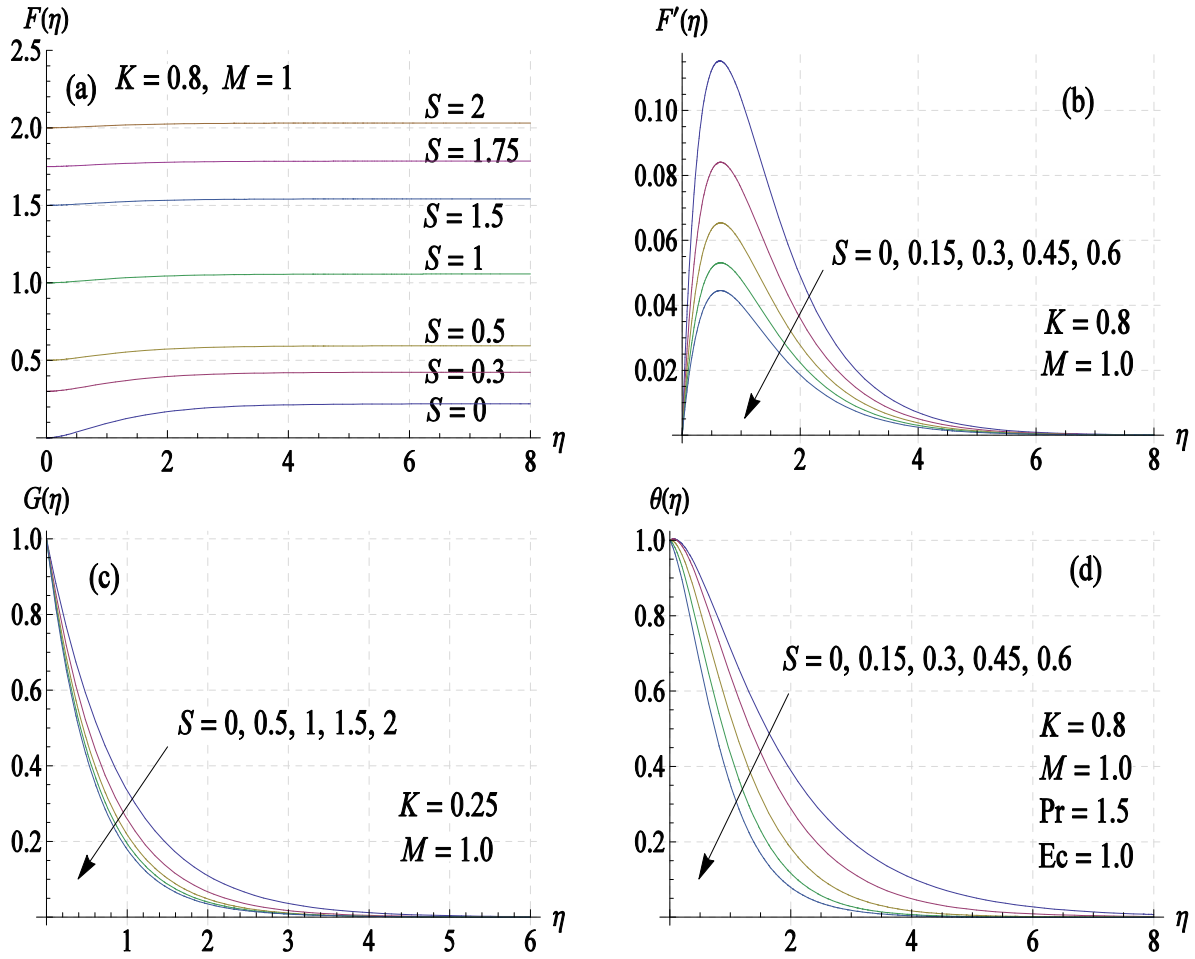 F(η)
2.5
(a) K = 0.8, M = 1
S = 2
2.0
S = 1.75
1.5
S = 1.5
S = 1
1.0
S = 0.5
0.5
S = 0.3
S = 0
η
0 2 4 6 8
F′(η)
(b)
0.10
0.08
0.06
S = 0, 0.15, 0.3, 0.45, 0.6
0.04
K = 0.8
M = 1.0
0.02
η
2 4 6 8
G(η)
1.0
(c)
0.8
0.6
S = 0, 0.5, 1, 1.5, 2
0.4
K = 0.25
M = 1.0
0.2
η
1 2 3 4 5 6
θ(η)
1.0
(d)
0.8
S = 0, 0.15, 0.3, 0.45, 0.6
0.6
K = 0.8
0.4
M = 1.0
Pr = 1.5
0.2
Ec = 1.0
η
2 4 6 8